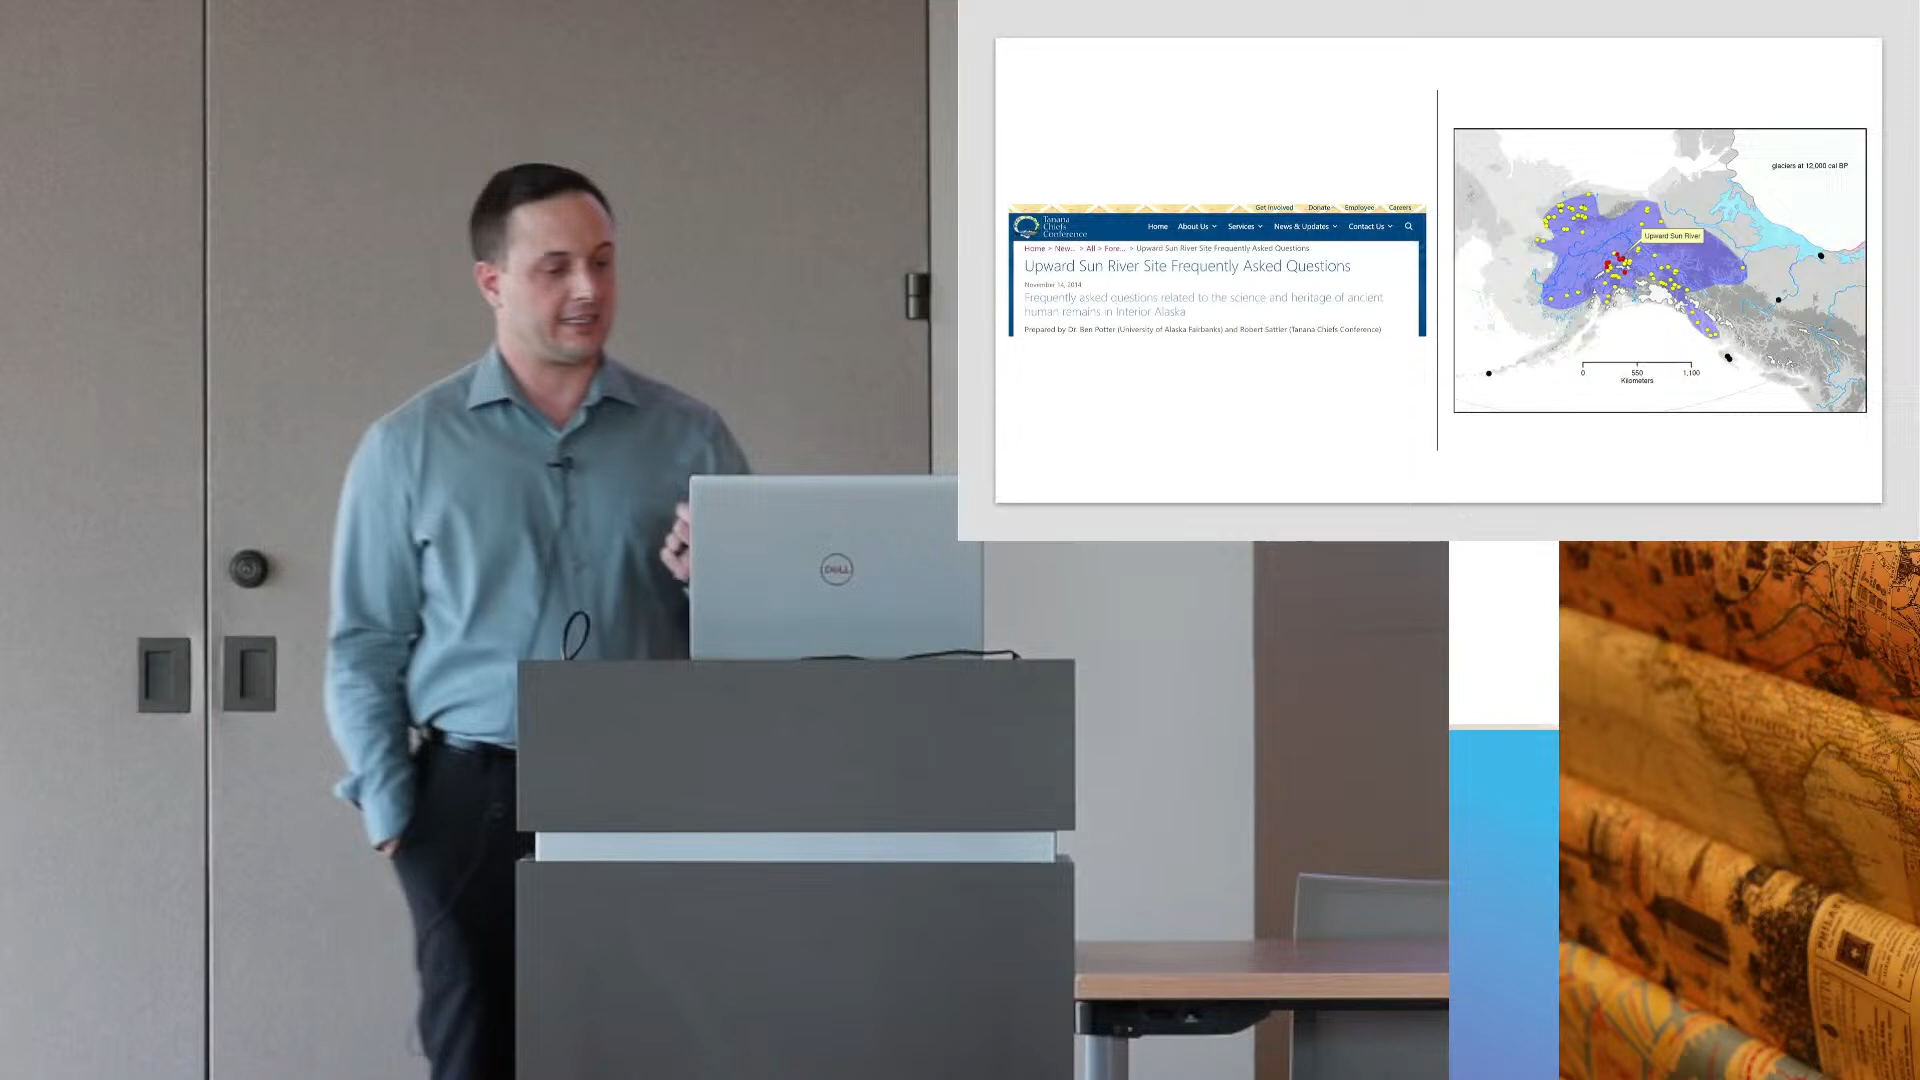 Get Involved Donate Employee Careers
Tanana
Chiefs
Conference
Home About Us Services News & Updates Contact Us
Home > New... > All > Fore... > Upward Sun River Site Frequently Asked Questions
Upward Sun River Site Frequently Asked Questions
November 14, 2014
Frequently asked questions related to the science and heritage of ancient
human remains in Interior Alaska
Prepared by Dr. Ben Potter (University of Alaska Fairbanks) and Robert Sattler (Tanana Chiefs Conference)
glaciers at 12,000 cal BP
Upward Sun River
0 550 1,100
Kilometers
DELL